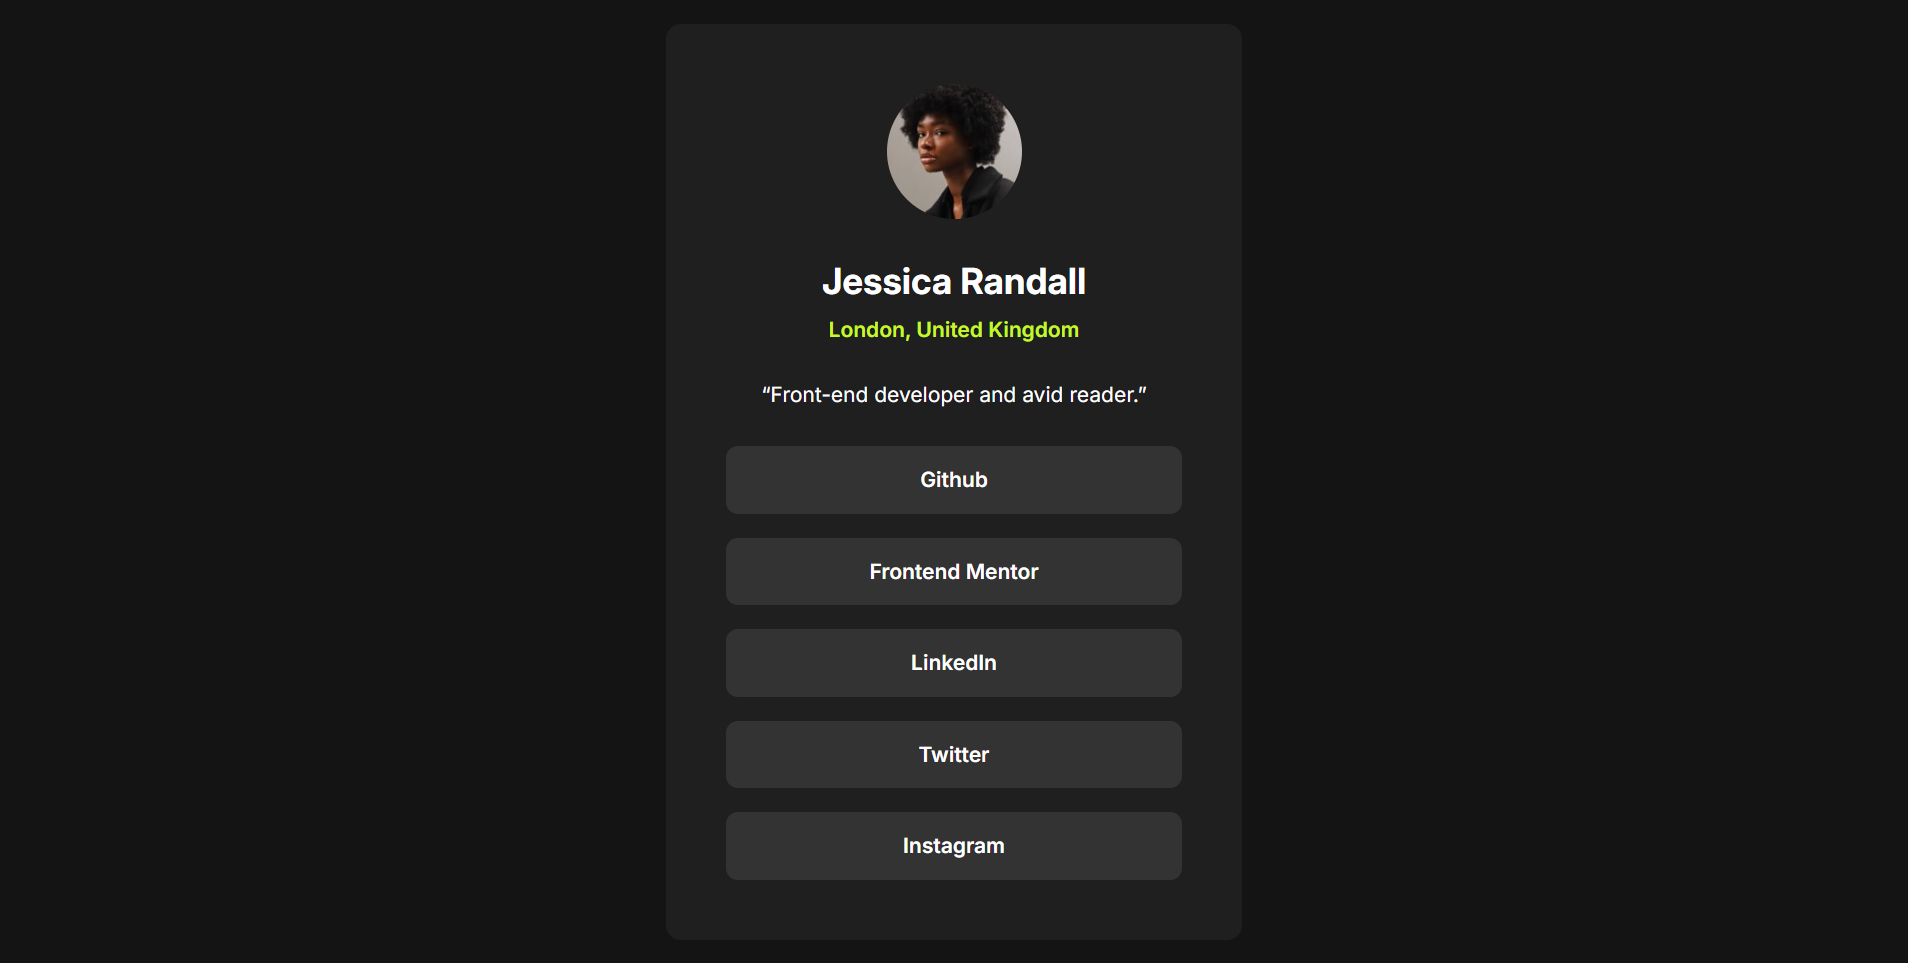 Jessica Randall
London, United Kingdom
“Front-end developer and avid reader.”
Github
Frontend Mentor
LinkedIn
Twitter
Instagram